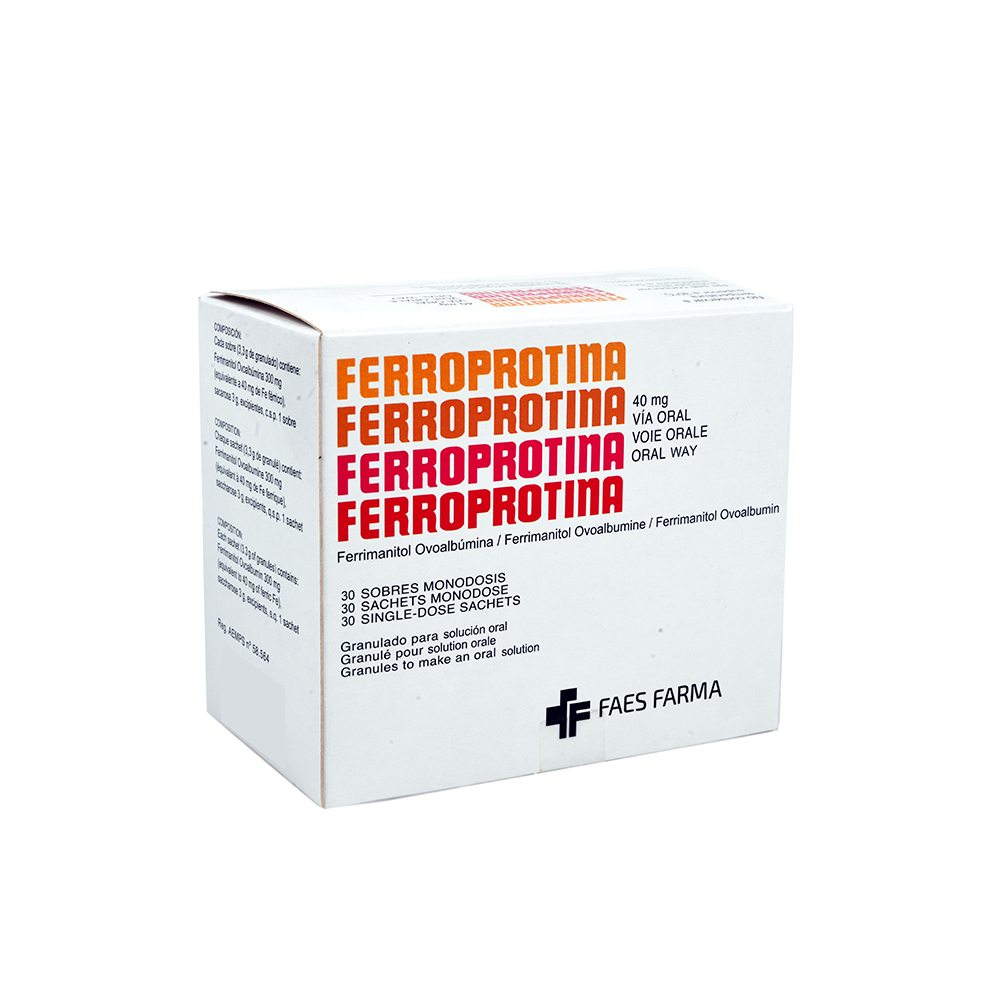 FERROPROTINA
COMPOSICIÓN:
Cada sobre (3,3 g de granulado) contiene:
Ferrimanitol Ovoalbúmina 300 mg
(equivalente a 40 mg de Fe férrico),
sacarosa 3 g, excipientes, c.s.p. 1 sobre
COMPOSITION:
Chaque sachet (3,3 g de granulé) contient:
Ferrimanitol Ovoalbumine 300 mg
(equivalent a 40 mg de Fe ferrique),
saccharose 3 g, excipients, q.s.p. 1 sachet
COMPOSITION:
Each sachet (3.3 g of granules) contains:
Ferrimanitol Ovoalbumin 300 mg
(equivalent to 40 mg of ferric Fe),
saccharose 3 g, excipients, s.q. 1 sachet
Reg. AEMPS nº 58.564
FERROPROTINA
FERROPROTINA
FERROPROTINA
FERROPROTINA
40 mg
VÍA ORAL
VOIE ORALE
ORAL WAY
Ferrimanitol Ovoalbúmina / Ferrimanitol Ovoalbumine / Ferrimanitol Ovoalbumin
30 SOBRES MONODOSIS
30 SACHETS MONODOSE
30 SINGLE-DOSE SACHETS
Granulado para solución oral
Granulé pour solution orale
Granules to make an oral solution
FAES FARMA